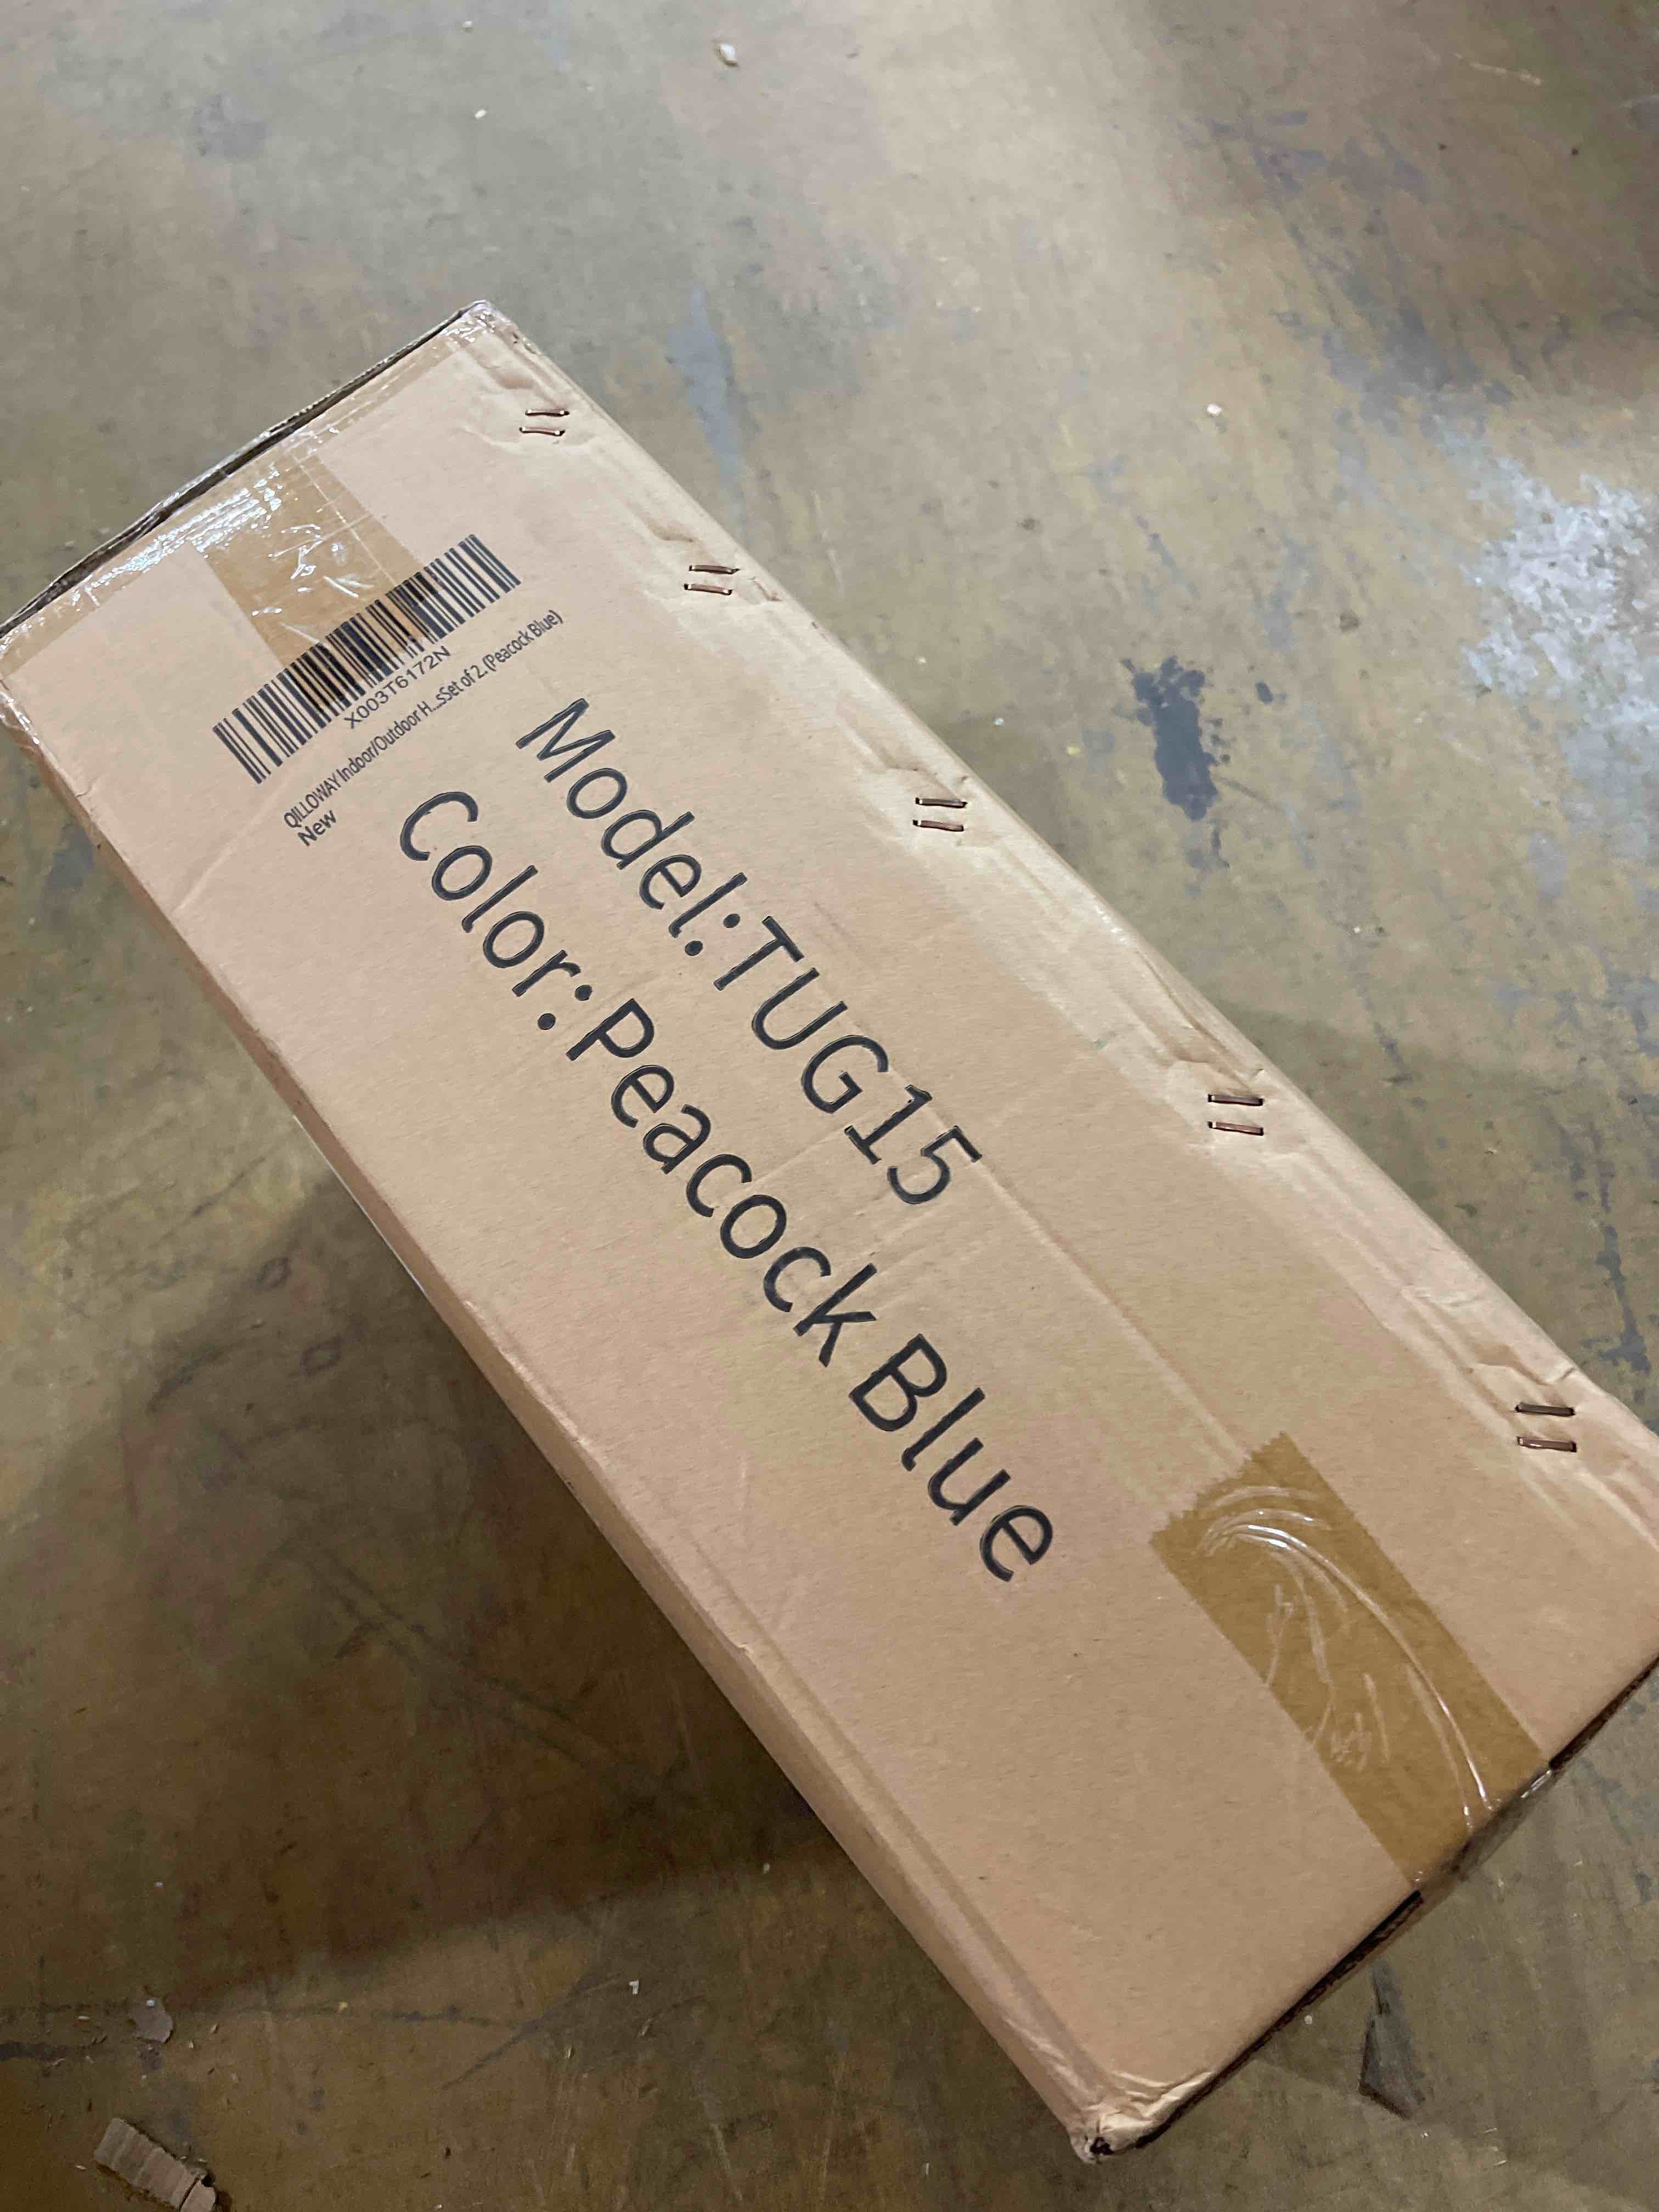 X003T6172N
QILLOWAY Indoor/Outdoor H...sSet of 2.(Peacock Blue)
New
Model:TUG15
Color:Peacock Blue